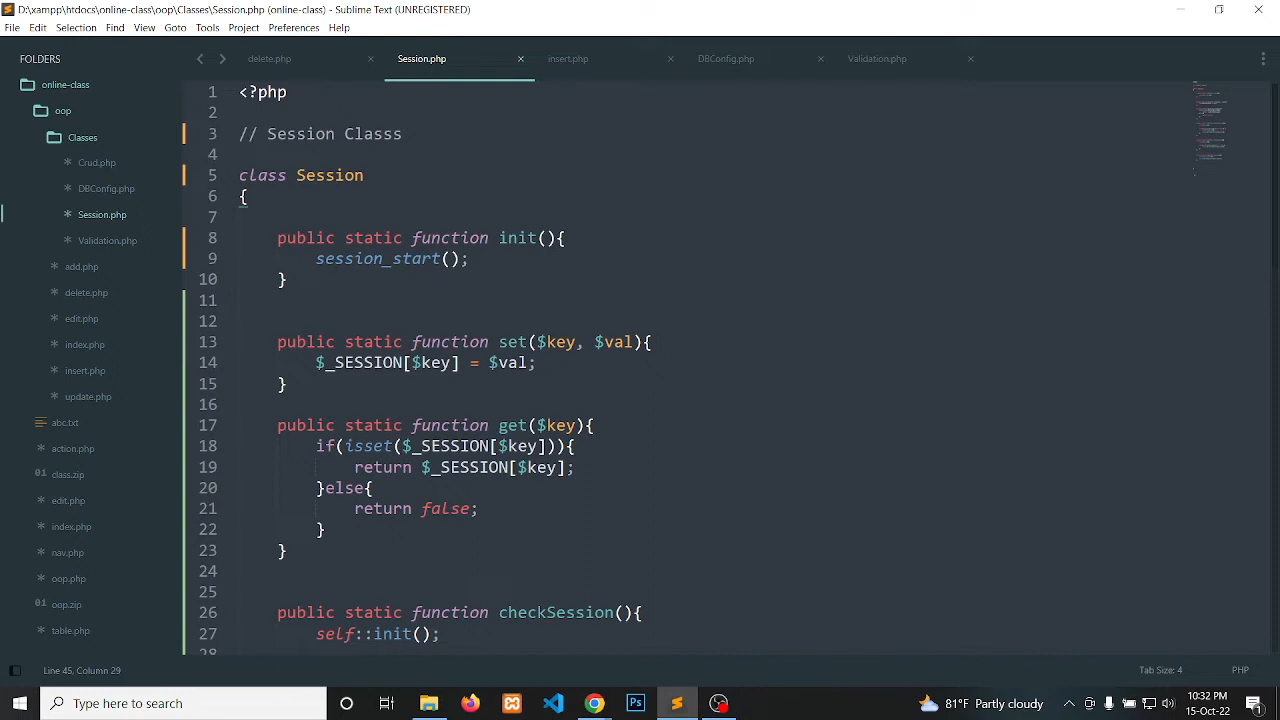 D:\xampp\htdocs\online-class\oop\Classes\Session.php (online-class) - Sublime Text (UNREGISTERED)
File Edit Selection Find View Goto Tools Project Preferences Help
FOLDERS
online-class
oop
Classes
Crud.php
DBConfig.php
Session.php
Validation.php
add.php
delete.php
edit.php
index.php
insert.php
update.php
abc.txt
action.php
class.zip
edit.php
index.php
nav.php
oop.php
oop.zip
table.php
delete.php Session.php insert.php DBConfig.php Validation.php
1 <?php
2
3 // Session Classs
4
5 class Session
6 {
7
8 public static function init(){
9 session_start();
10 }
11
12
13 public static function set($key, $val){
14 $_SESSION[$key] = $val;
15 }
16
17 public static function get($key){
18 if(isset($_SESSION[$key])){
19 return $_SESSION[$key];
20 }else{
21 return false;
22 }
23 }
24
25
26 public static function checkSession(){
27 self::init();
28
Line 45, Column 29 Tab Size: 4 PHP
Type here to search
81°F Partly cloudy
10:32 PM
15-Oct-22
1